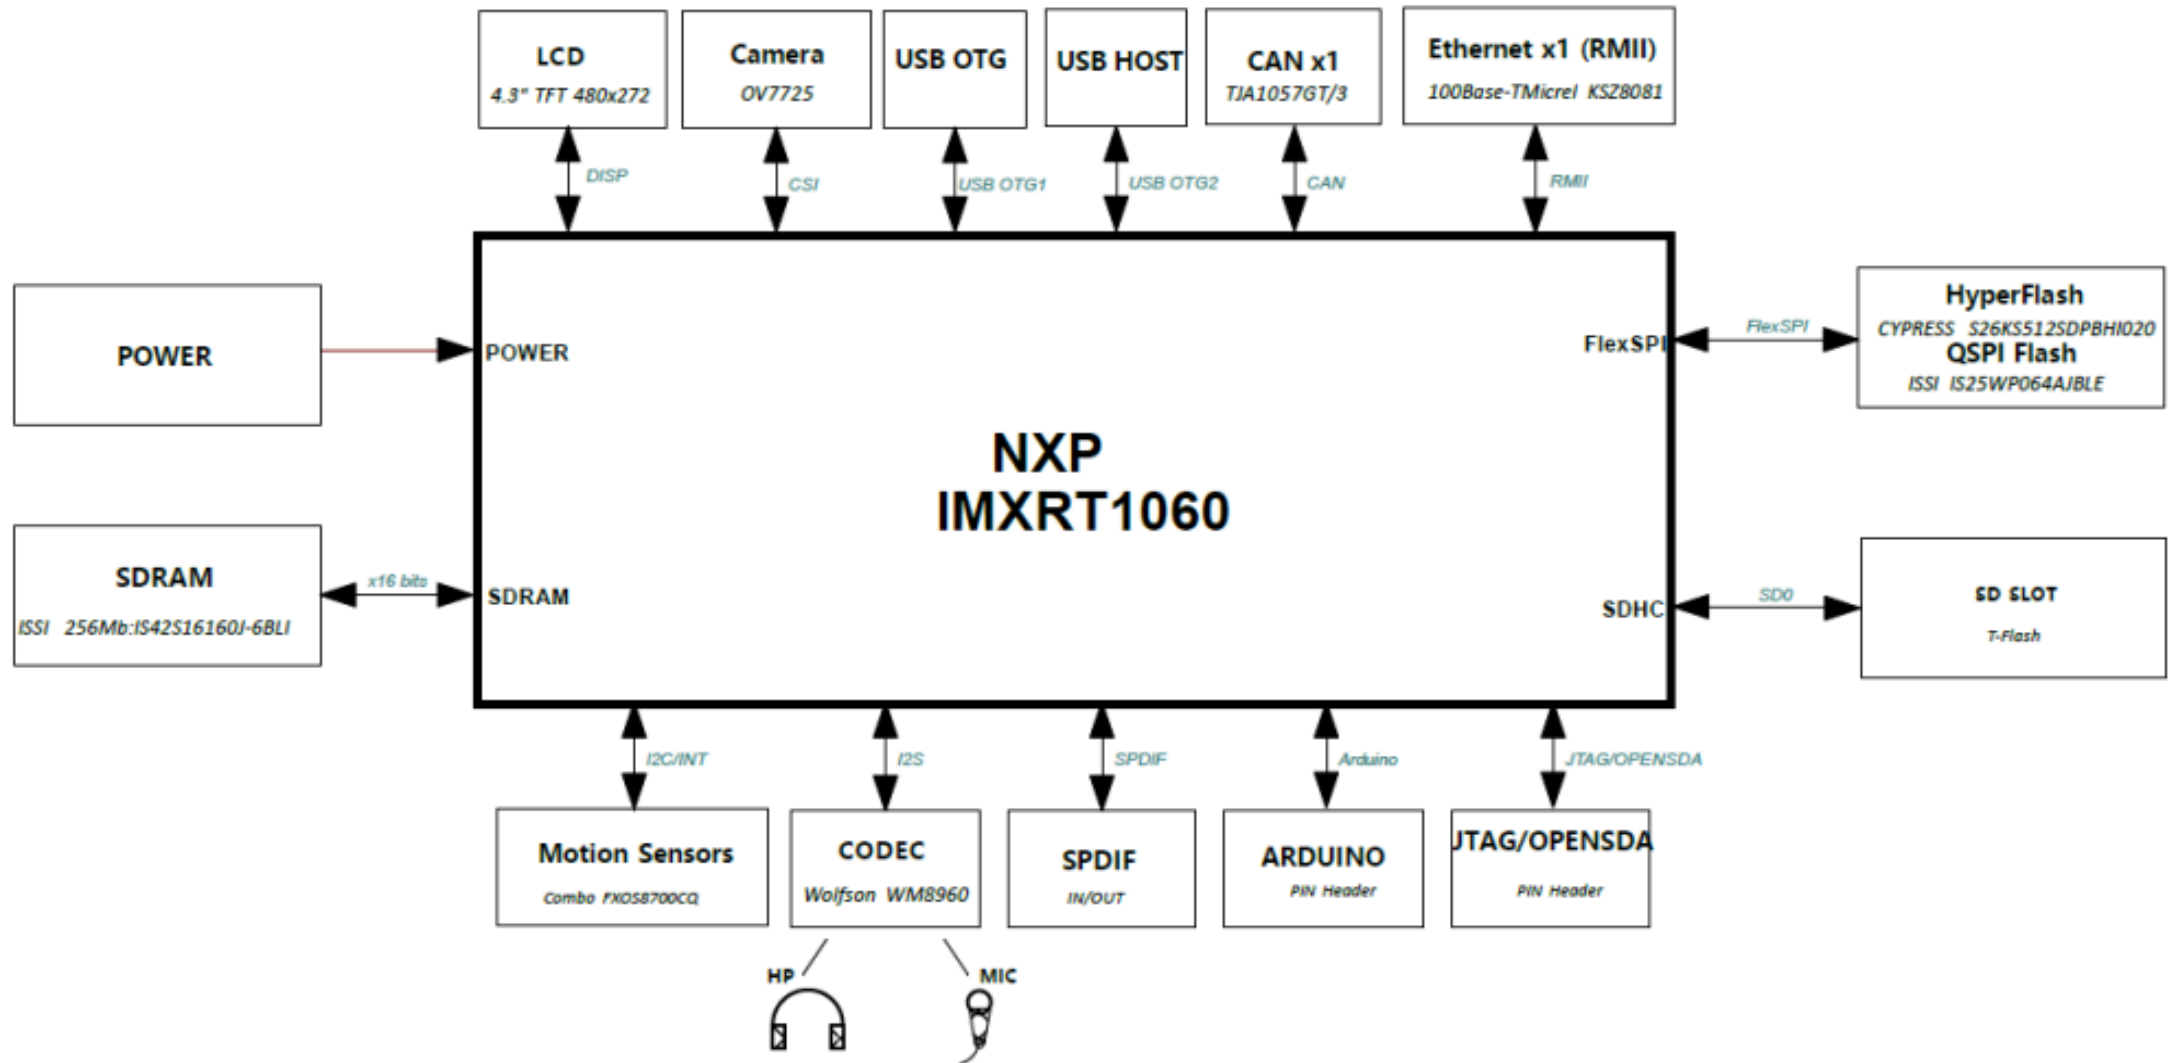 LCD
4.3" TFT 480x272
Camera
OV7725
USB OTG
USB HOST
CAN x1
TJA1057GT/3
Ethernet x1 (RMII)
100Base-TMicrel KSZ8081
DISP
CSI
USB OTG1
USB OTG2
CAN
RMII
POWER
POWER
FlexSPI
FlexSPI
HyperFlash
CYPRESS S26KS512SDPBHI020
QSPI Flash
ISSI IS25WP064AJBLE
NXP
IMXRT1060
SDRAM
ISSI 256Mb:IS42S16160J-6BLI
x16 bits
SDRAM
SDHC
SD0
SD SLOT
T-Flash
I2C/INT
I2S
SPDIF
Arduino
JTAG/OPENSDA
Motion Sensors
Combo FXOS8700CQ
CODEC
Wolfson WM8960
SPDIF
IN/OUT
ARDUINO
PIN Header
JTAG/OPENSDA
PIN Header
HP
MIC